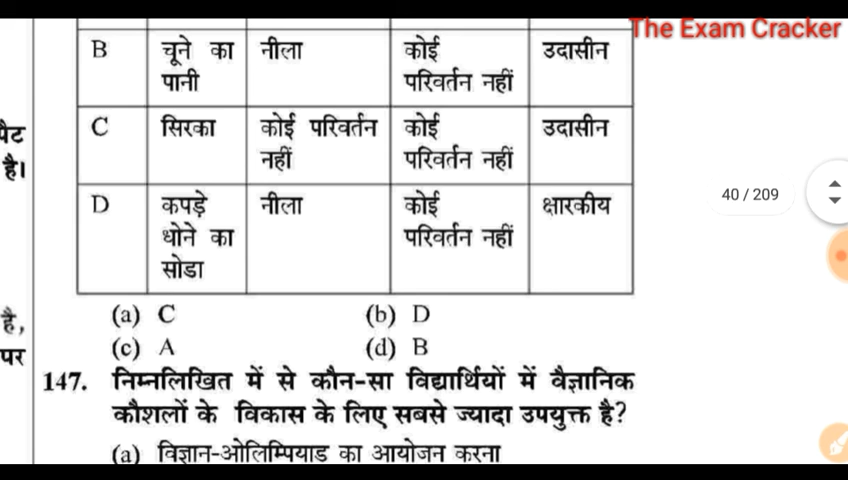 The Exam Cracker
B चूने का नीला कोई उदासीन
पानी परिवर्तन नहीं
C सिरका कोई परिवर्तन कोई उदासीन
नहीं परिवर्तन नहीं
D कपड़े नीला कोई क्षारकीय
धोने का परिवर्तन नहीं
सोडा
(a) C (b) D
(c) A (d) B
147. निम्नलिखित में से कौन-सा विद्यार्थियों में वैज्ञानिक
कौशलों के विकास के लिए सबसे ज्यादा उपयुक्त है?
(a) विज्ञान-ओलिम्पियाड का आयोजन करना
है।
है,
पर
40 / 209